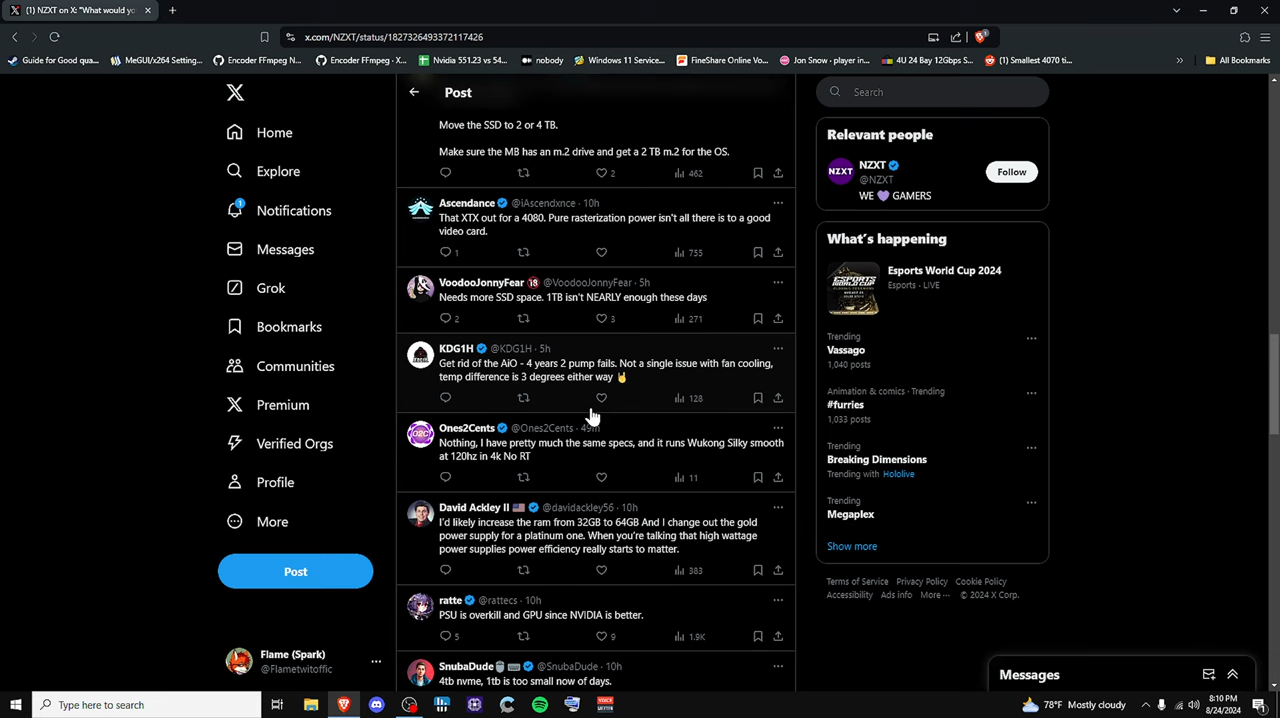 (1) NZXT on X: "What would yo
x.com/NZXT/status/1827326493372117426
1
Guide for Good qua...
MeGUI/x264 Setting...
Encoder FFmpeg N...
Encoder FFmpeg · X...
Nvidia 551.23 vs 54...
nobody
Windows 11 Service...
FineShare Online Vo...
Jon Snow · player in...
4U 24 Bay 12Gbps S...
(1) Smallest 4070 ti...
All Bookmarks
Home
Explore
1
Notifications
Messages
Grok
Bookmarks
Communities
Premium
Verified Orgs
Profile
More
Post
Flame (Spark)
@Flametwitoffic
Post
Move the SSD to 2 or 4 TB.
Make sure the MB has an m.2 drive and get a 2 TB m.2 for the OS.
2
462
Ascendance @iAscendxnce · 10h
That XTX out for a 4080. Pure rasterization power isn't all there is to a good
video card.
1
755
VoodooJonnyFear 🔞 @VoodooJonnyFear · 5h
Needs more SSD space. 1TB isn't NEARLY enough these days
2
3
271
KDG1H @KDG1H · 5h
Get rid of the AiO - 4 years 2 pump fails. Not a single issue with fan cooling,
temp difference is 3 degrees either way 🤘
128
Ones2Cents @Ones2Cents · 49m
Nothing, I have pretty much the same specs, and it runs Wukong Silky smooth
at 120hz in 4k No RT
11
David Ackley II 🇺🇸 @davidackley56 · 10h
I'd likely increase the ram from 32GB to 64GB And I change out the gold
power supply for a platinum one. When you're talking that high wattage
power supplies power efficiency really starts to matter.
383
ratte @rattecs · 10h
PSU is overkill and GPU since NVIDIA is better.
5
9
1.9K
SnubaDude @SnubaDude · 10h
4tb nvme, 1tb is too small now of days.
Search
Relevant people
NZXT
NZXT
@NZXT
WE 💜 GAMERS
Follow
What's happening
ESPORTS
WORLD CUP
Esports World Cup 2024
Esports · LIVE
Trending
Vassago
1,040 posts
Animation & comics · Trending
#furries
1,033 posts
Trending
Breaking Dimensions
Trending with Hololive
Trending
Megaplex
Show more
Terms of Service Privacy Policy Cookie Policy
Accessibility Ads info More ··· © 2024 X Corp.
Messages
Type here to search
78°F Mostly cloudy
8:10 PM
8/24/2024